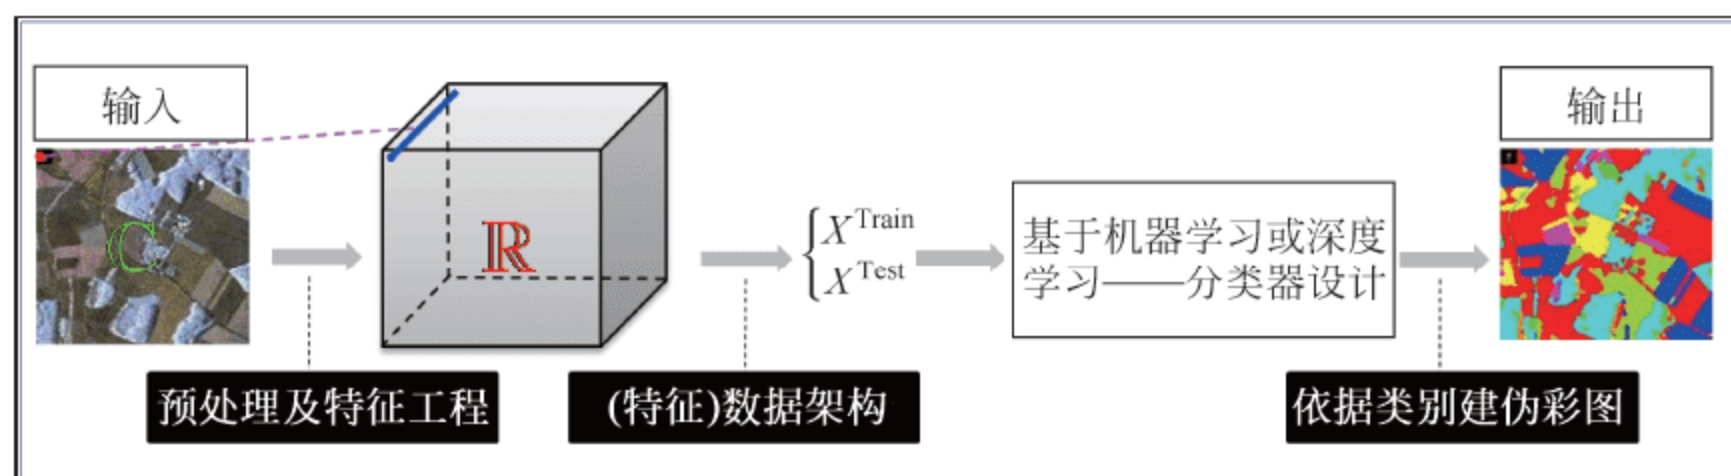 输入
输出
ℂ
ℝ
X^Train
X^Test
基于机器学习或深度
学习——分类器设计
预处理及特征工程
(特征)数据架构
依据类别建伪彩图